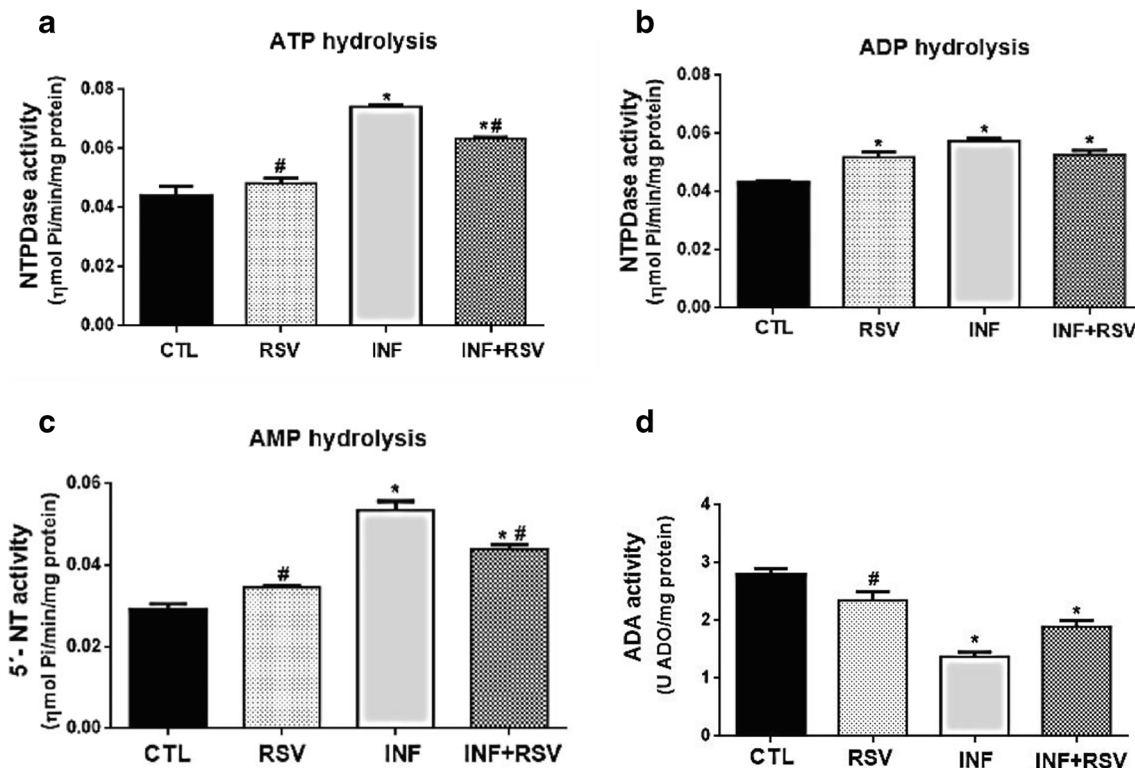 a
ATP hydrolysis
NTPDase activity
(ηmol Pi/min/mg protein)
0.08
0.06
0.04
0.02
0.00
#
*
*#
CTL RSV INF INF+RSV
b
ADP hydrolysis
NTPDase activity
(ηmol Pi/min/mg protein)
0.08
0.06
0.04
0.02
0.00
*
*
*
CTL RSV INF INF+RSV
c
AMP hydrolysis
5´- NT activity
(ηmol Pi/min/mg protein)
0.06
0.04
0.02
0.00
#
*
* #
CTL RSV INF INF+RSV
d
ADA activity
(U ADO/mg protein)
4
3
2
1
0
#
*
*
CTL RSV INF INF+RSV